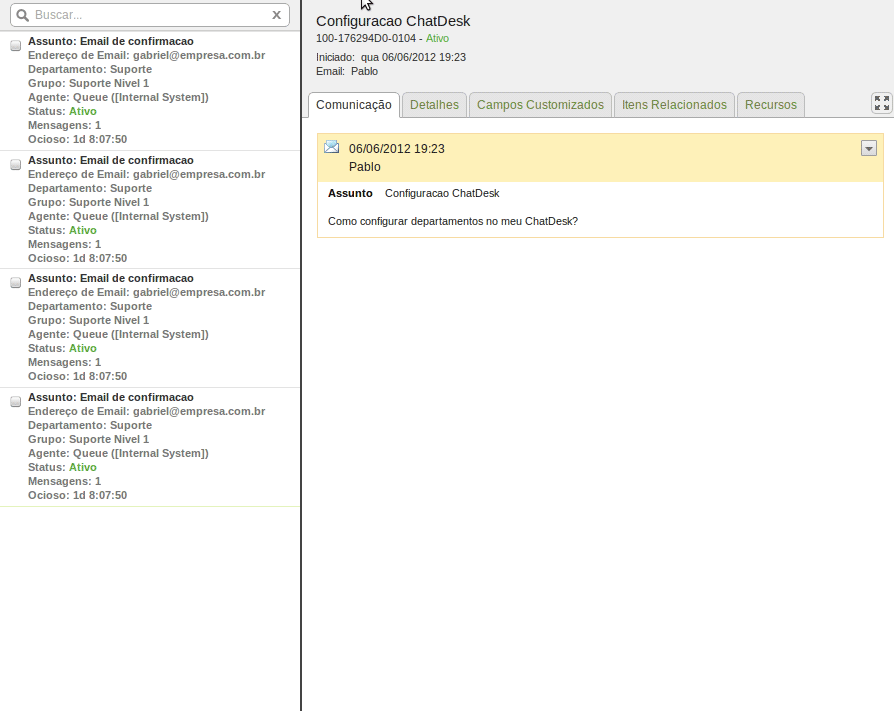 Buscar... X
Assunto: Email de confirmacao
Endereço de Email: gabriel@empresa.com.br
Departamento: Suporte
Grupo: Suporte Nivel 1
Agente: Queue ([Internal System])
Status: Ativo
Mensagens: 1
Ocioso: 1d 8:07:50
Assunto: Email de confirmacao
Endereço de Email: gabriel@empresa.com.br
Departamento: Suporte
Grupo: Suporte Nivel 1
Agente: Queue ([Internal System])
Status: Ativo
Mensagens: 1
Ocioso: 1d 8:07:50
Assunto: Email de confirmacao
Endereço de Email: gabriel@empresa.com.br
Departamento: Suporte
Grupo: Suporte Nivel 1
Agente: Queue ([Internal System])
Status: Ativo
Mensagens: 1
Ocioso: 1d 8:07:50
Assunto: Email de confirmacao
Endereço de Email: gabriel@empresa.com.br
Departamento: Suporte
Grupo: Suporte Nivel 1
Agente: Queue ([Internal System])
Status: Ativo
Mensagens: 1
Ocioso: 1d 8:07:50
Configuracao ChatDesk
100-176294D0-0104 - Ativo
Iniciado: qua 06/06/2012 19:23
Email: Pablo
Comunicação Detalhes Campos Customizados Itens Relacionados Recursos
06/06/2012 19:23
Pablo
Assunto Configuracao ChatDesk
Como configurar departamentos no meu ChatDesk?